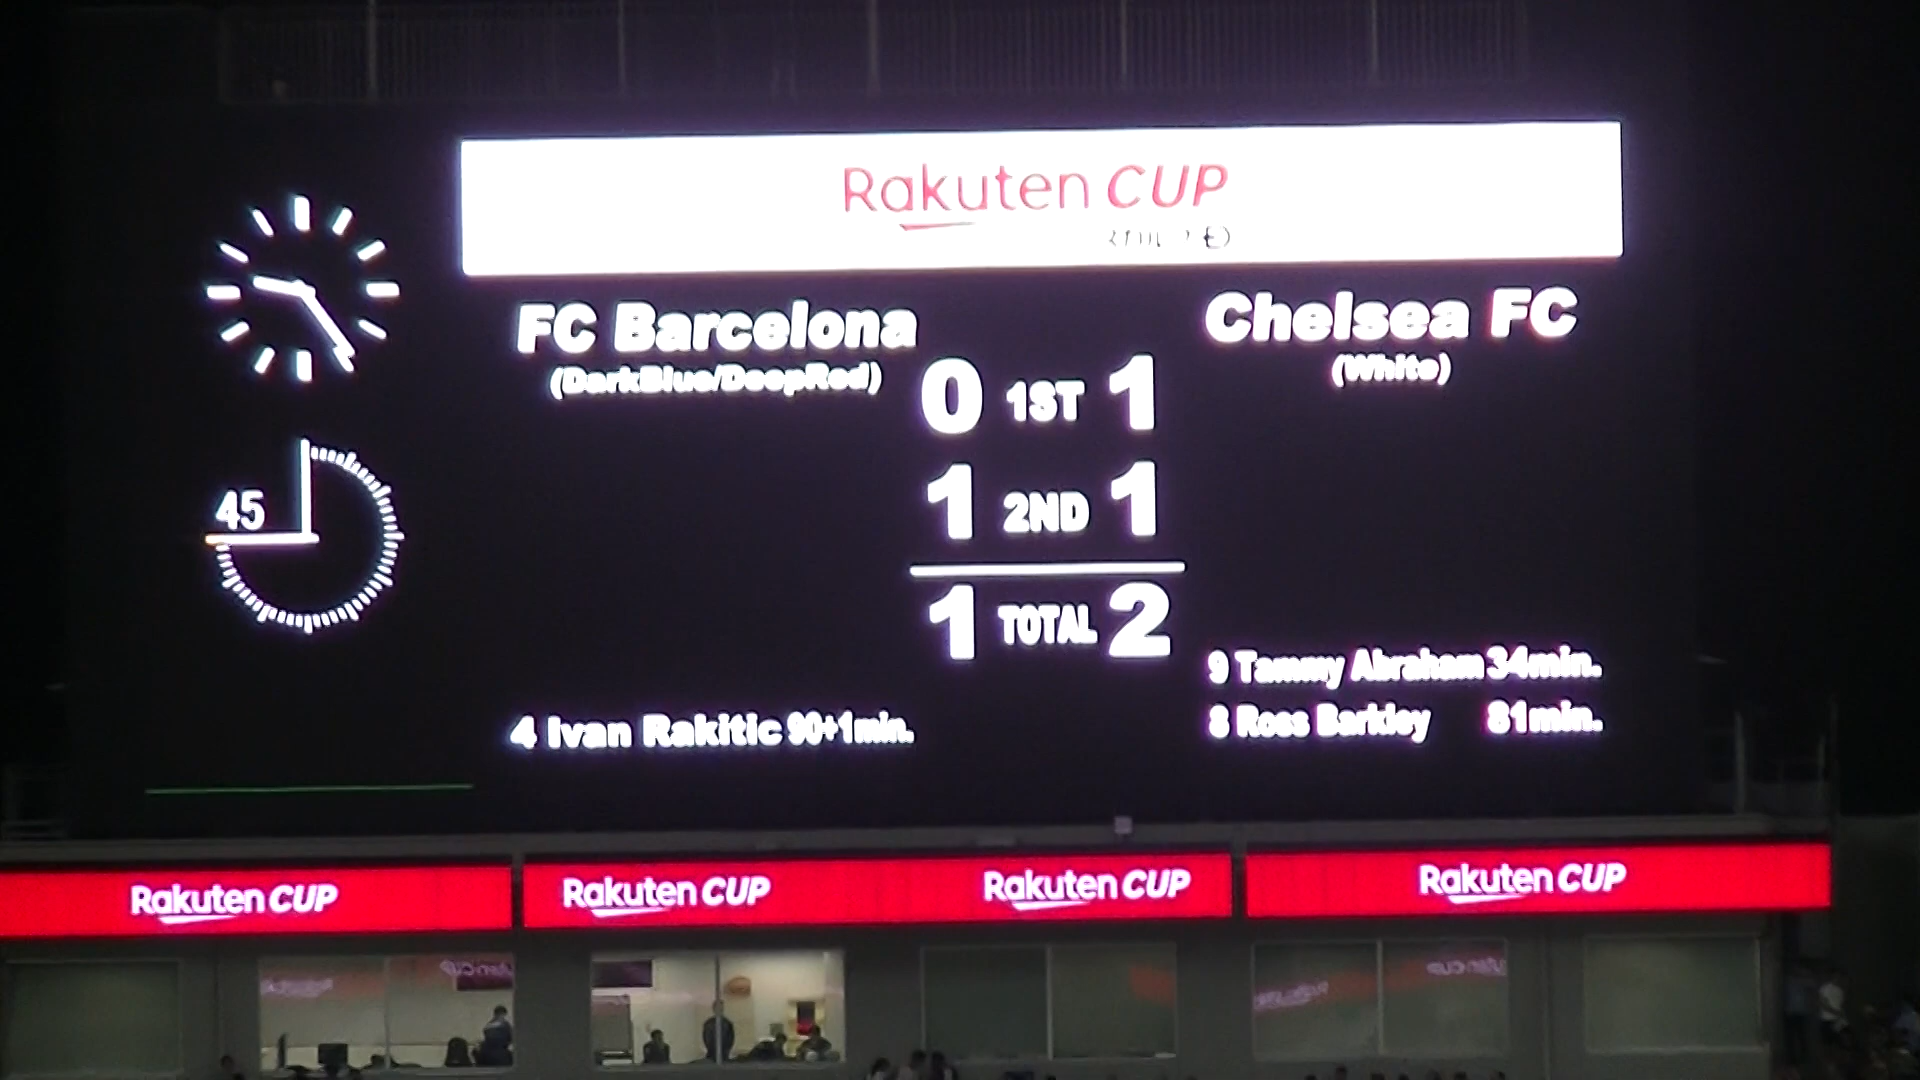 Rakuten CUP
FC Barcelona
(DarkBlue/DeepRed)
Chelsea FC
(White)
0 1ST 1
45
1 2ND 1
1 TOTAL 2
9 Tammy Abraham 34min.
8 Ross Barkley 81min.
4 Ivan Rakitic 90+1min.
Rakuten CUP
Rakuten CUP
Rakuten CUP
Rakuten CUP